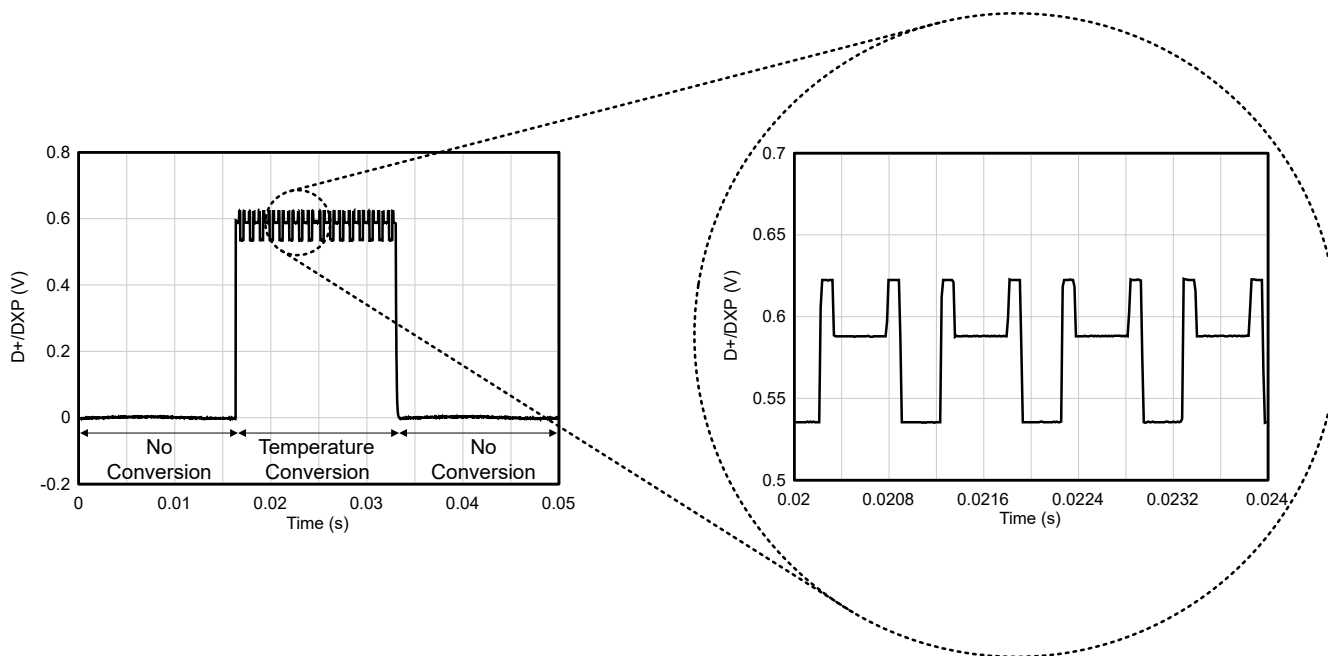 0.8
0.6
0.4
0.2
0
-0.2
D+/DXP (V)
No
Conversion
Temperature
Conversion
No
Conversion
0 0.01 0.02 0.03 0.04 0.05
Time (s)
0.7
0.65
0.6
0.55
0.5
D+/DXP (V)
0.02 0.0208 0.0216 0.0224 0.0232 0.024
Time (s)